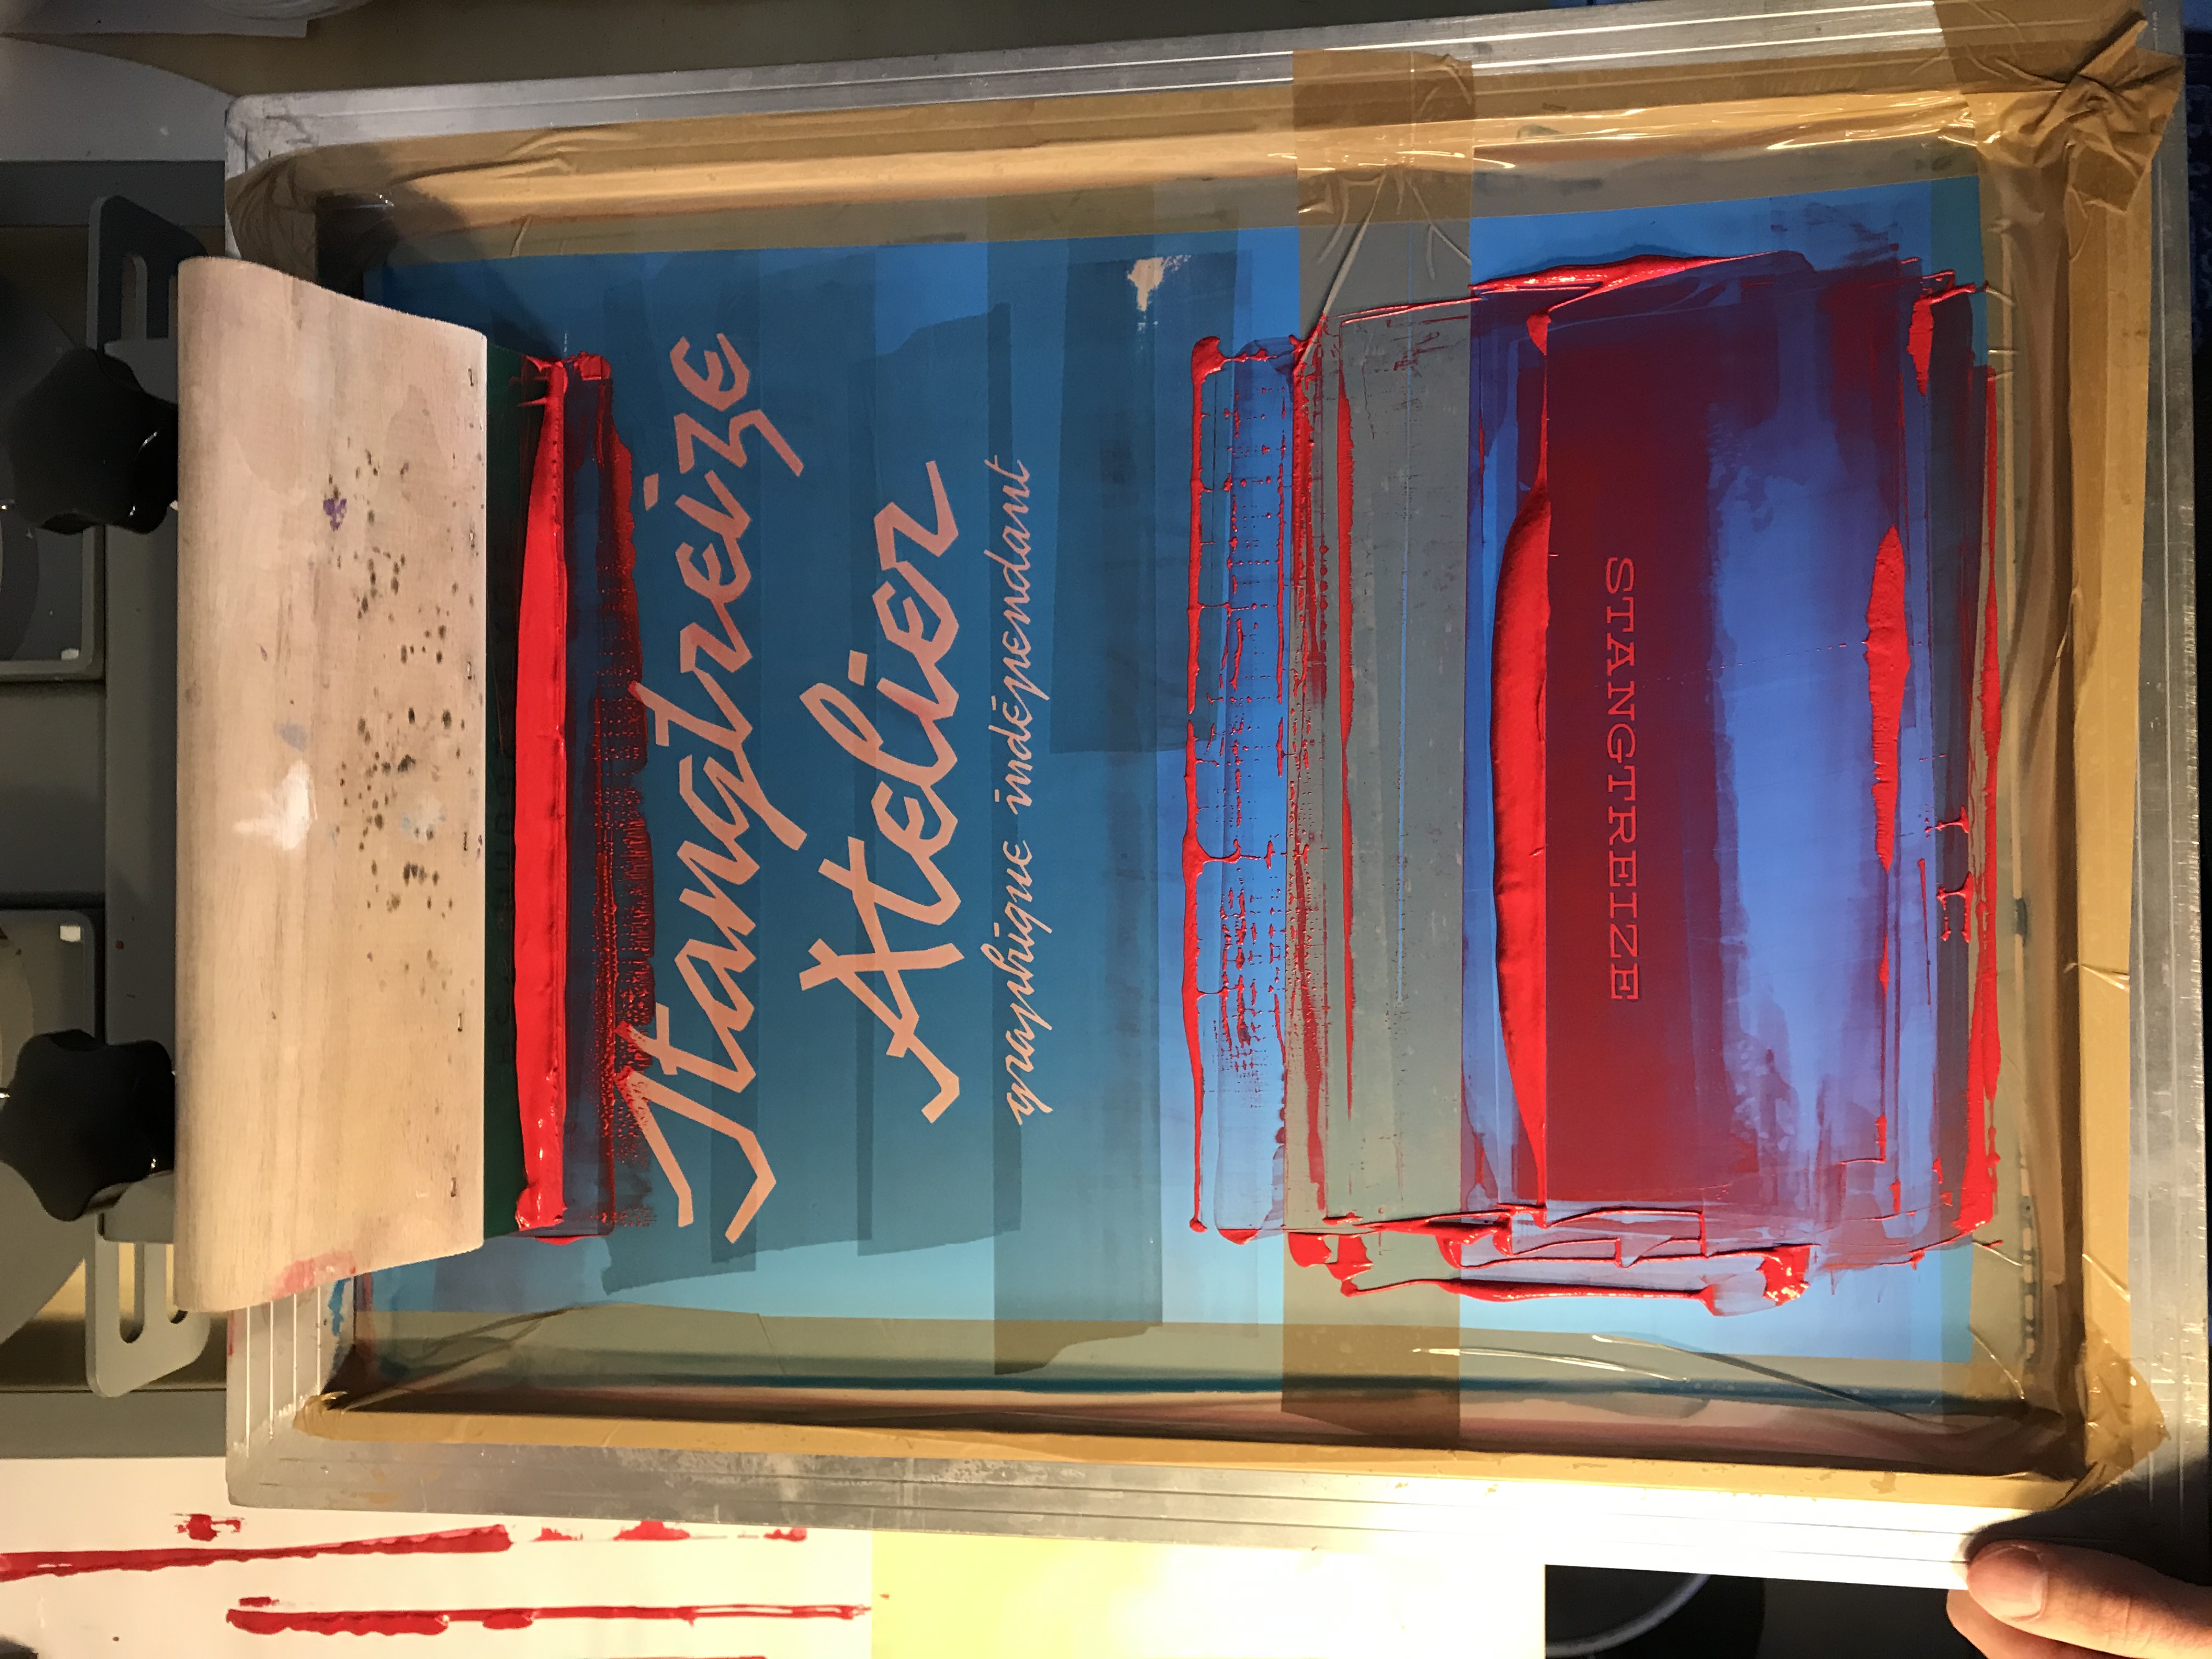 Stangtreize
Atelier
graphique indépendant
STANGTREIZE